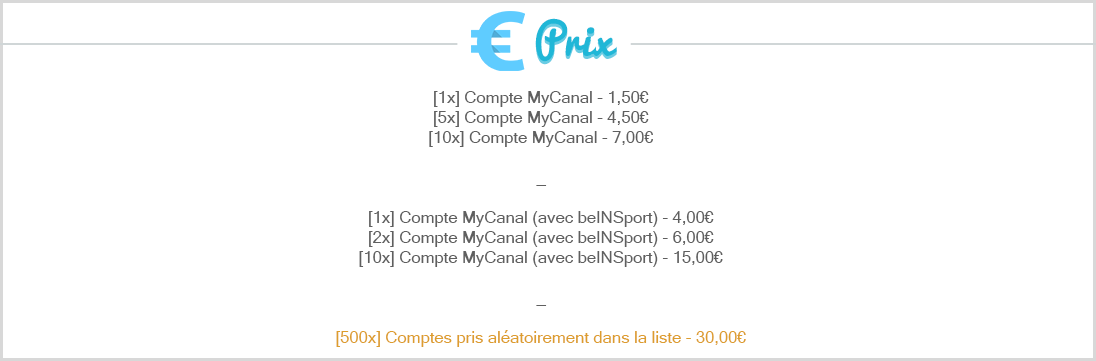 € Prix
[1x] Compte MyCanal - 1,50€
[5x] Compte MyCanal - 4,50€
[10x] Compte MyCanal - 7,00€
_
[1x] Compte MyCanal (avec beINSport) - 4,00€
[2x] Compte MyCanal (avec beINSport) - 6,00€
[10x] Compte MyCanal (avec beINSport) - 15,00€
_
[500x] Comptes pris aléatoirement dans la liste - 30,00€